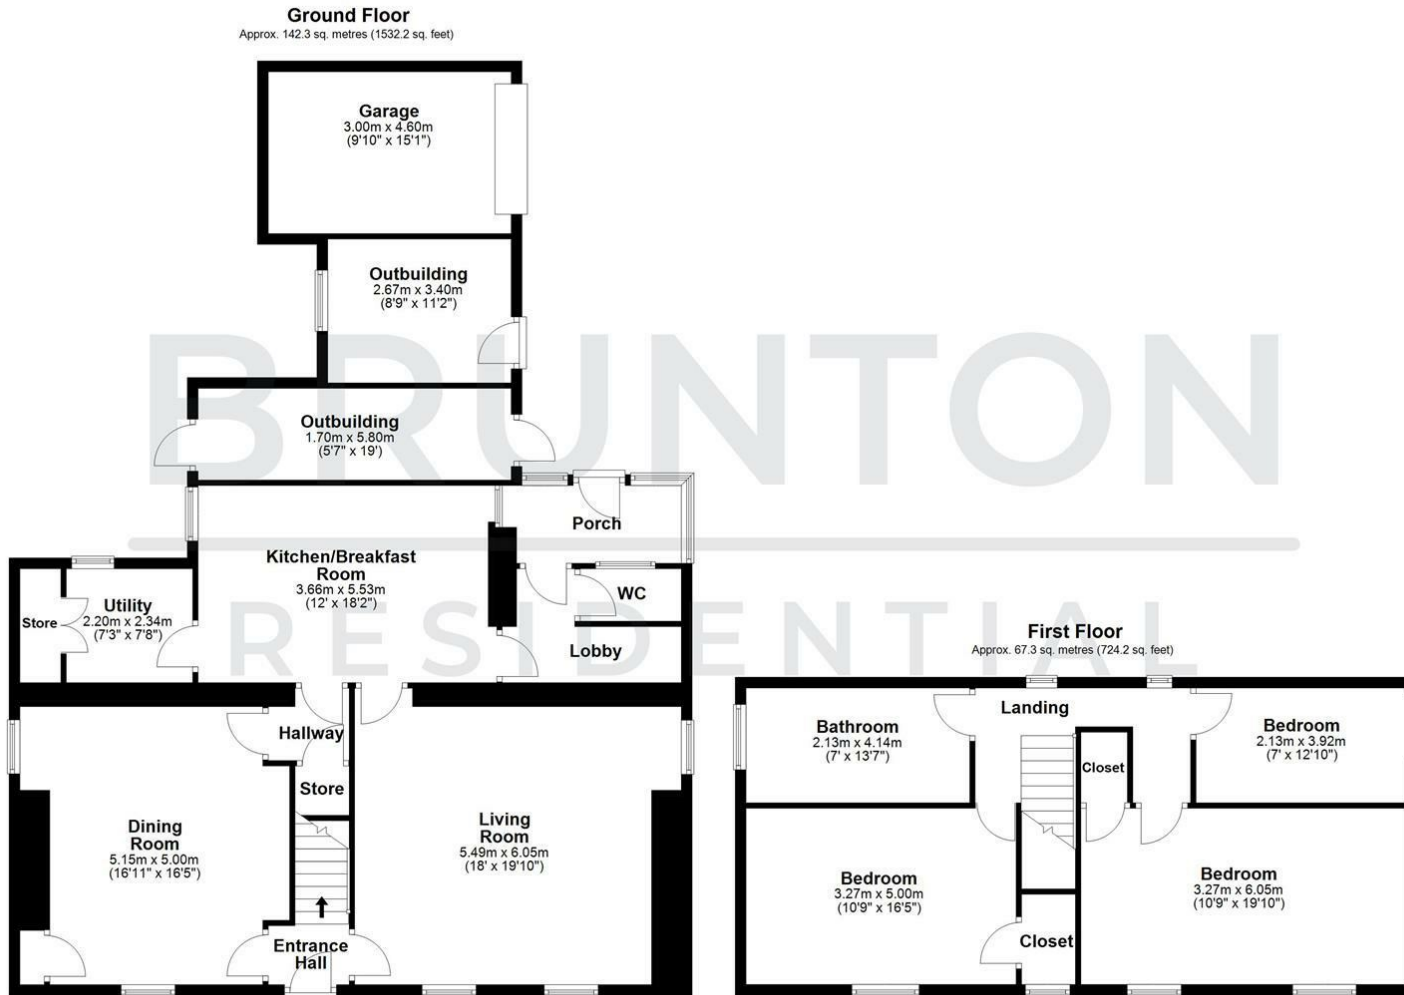 Ground Floor
Approx. 142.3 sq. metres (1532.2 sq. feet)
Garage
3.00m x 4.60m
(9'10" x 15'1")
Outbuilding
2.67m x 3.40m
(8'9" x 11'2")
BRUNTON
Outbuilding
1.70m x 5.80m
(5'7" x 19')
Porch
Kitchen/Breakfast
Room
3.66m x 5.53m
(12' x 18'2")
WC
Store
Utility
2.20m x 2.34m
(7'3" x 7'8")
RESIDENTIAL
Lobby
Hallway
Store
Dining
Room
5.15m x 5.00m
(16'11" x 16'5")
Living
Room
5.49m x 6.05m
(18' x 19'10")
Entrance
Hall
First Floor
Approx. 67.3 sq. metres (724.2 sq. feet)
Landing
Bathroom
2.13m x 4.14m
(7' x 13'7")
Bedroom
2.13m x 3.92m
(7' x 12'10")
Closet
Bedroom
3.27m x 5.00m
(10'9" x 16'5")
Bedroom
3.27m x 6.05m
(10'9" x 19'10")
Closet